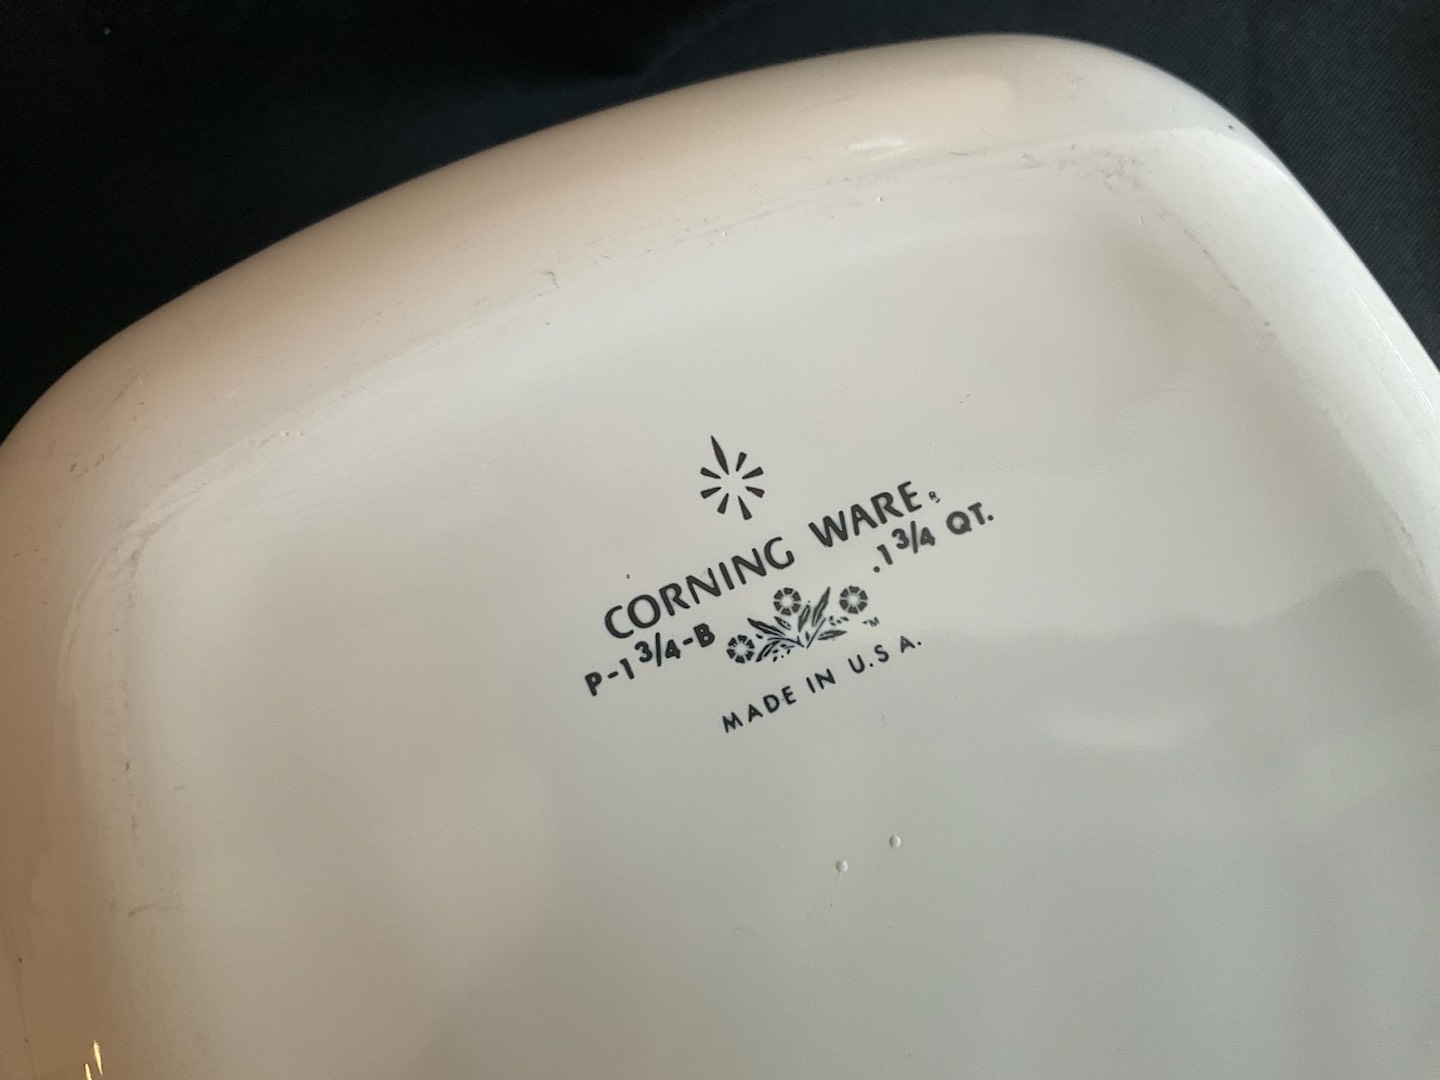 CORNING WARE®
P-1 3/4-B .1 3/4 QT.
™
MADE IN U.S A.